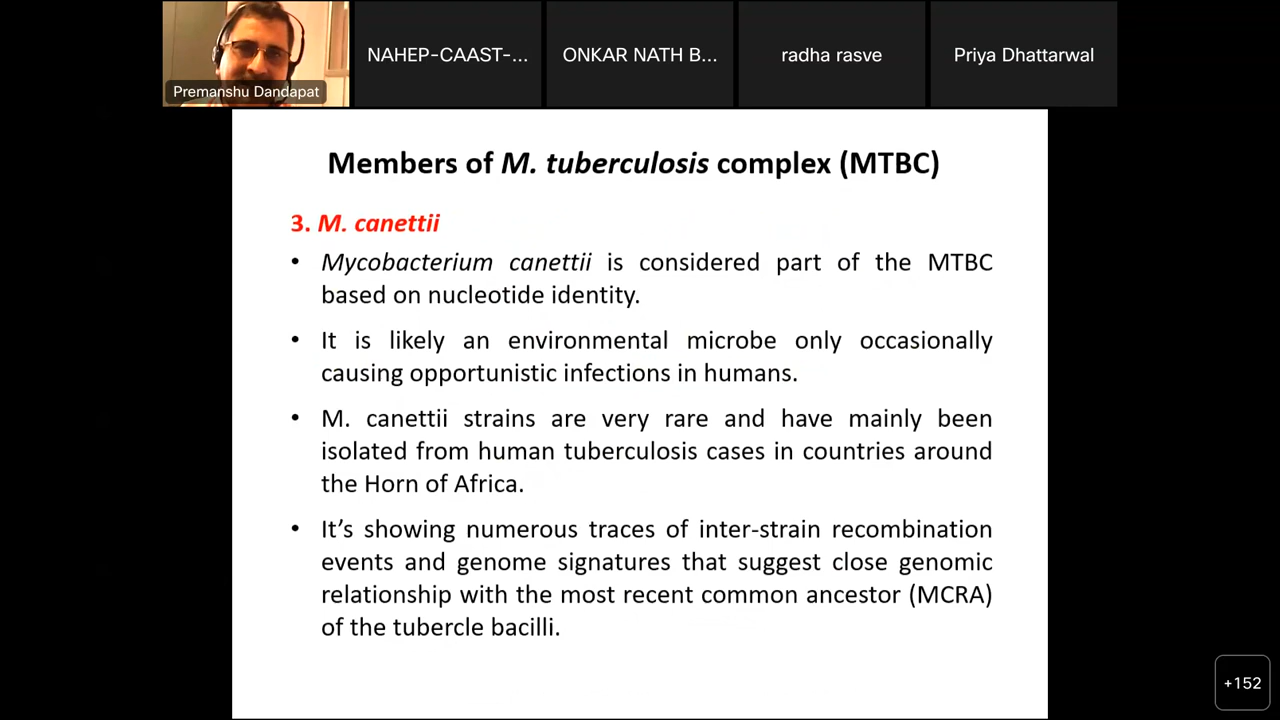 NAHEP-CAAST-...
ONKAR NATH B...
radha rasve
Priya Dhattarwal
Premanshu Dandapat
Members of M. tuberculosis complex (MTBC)
3. M. canettii
• Mycobacterium canettii is considered part of the MTBC
based on nucleotide identity.
• It is likely an environmental microbe only occasionally
causing opportunistic infections in humans.
• M. canettii strains are very rare and have mainly been
isolated from human tuberculosis cases in countries around
the Horn of Africa.
• It’s showing numerous traces of inter-strain recombination
events and genome signatures that suggest close genomic
relationship with the most recent common ancestor (MCRA)
of the tubercle bacilli.
+152